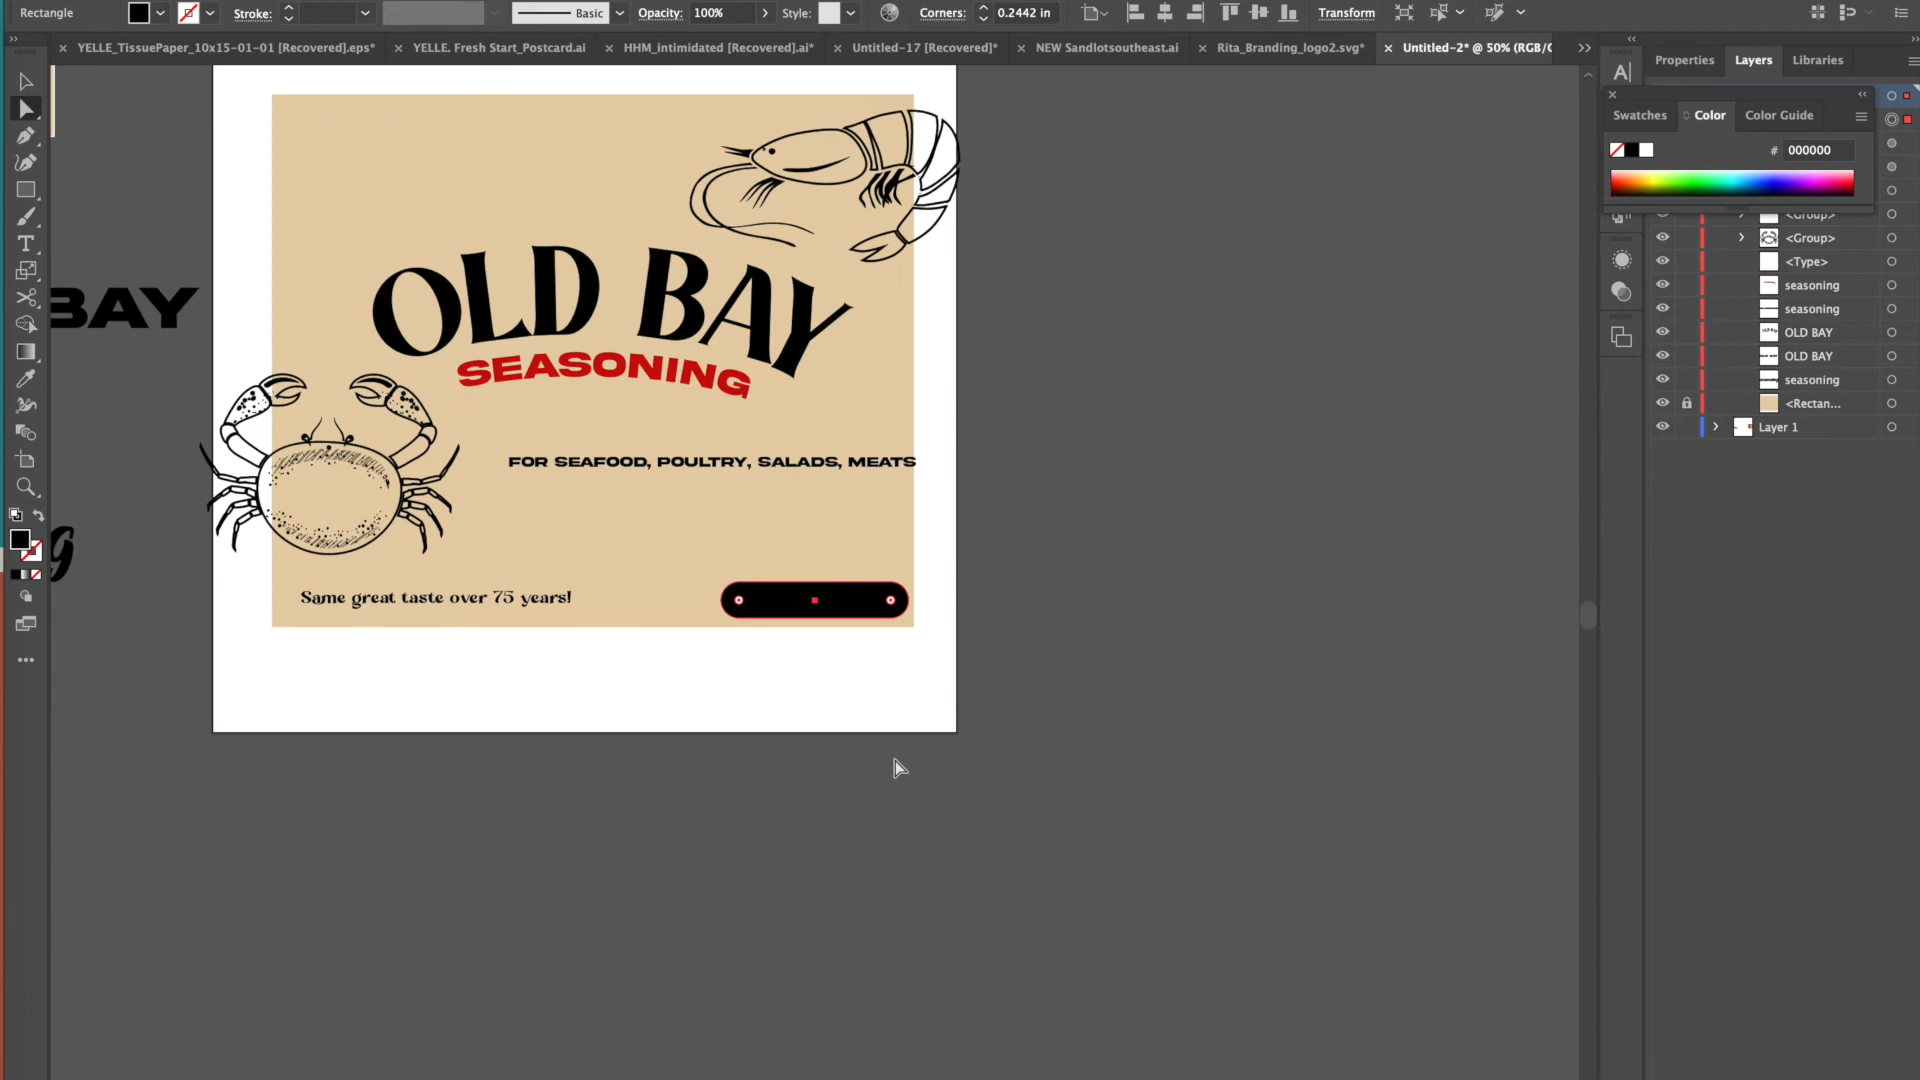 Rectangle Stroke: Basic Opacity: 100% Style: Corners: 0.2442 in Transform
YELLE_TissuePaper_10x15-01-01 [Recovered].eps* YELLE. Fresh Start_Postcard.ai HHM_intimidated [Recovered].ai* Untitled-17 [Recovered]* NEW Sandlotsoutheast.ai Rita_Branding_logo2.svg* Untitled-2* @ 50% (RGB/
Properties Layers Libraries
Swatches Color Color Guide
# 000000
<Group>
<Group>
<Type>
seasoning
seasoning
OLD BAY
OLD BAY
seasoning
<Rectan...
Layer 1
BAY
g
OLD BAY
SEASONING
FOR SEAFOOD, POULTRY, SALADS, MEATS
Same great taste over 75 years!